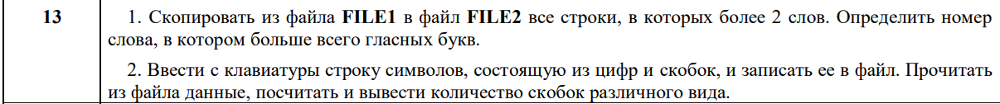 13
1. Скопировать из файла FILE1 в файл FILE2 все строки, в которых более 2 слов. Определить номер
слова, в котором больше всего гласных букв.
2. Ввести с клавиатуры строку символов, состоящую из цифр и скобок, и записать ее в файл. Прочитать
из файла данные, посчитать и вывести количество скобок различного вида.